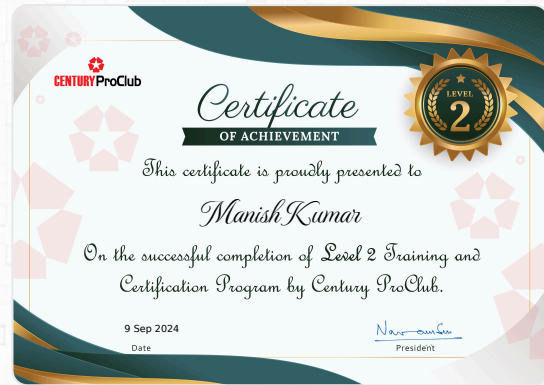 CENTURY ProClub
LEVEL
2
Certificate
OF ACHIEVEMENT
This certificate is proudly presented to
Manish Kumar
On the successful completion of Level 2 Training and
Certification Program by Century ProClub.
9 Sep 2024
Date
President